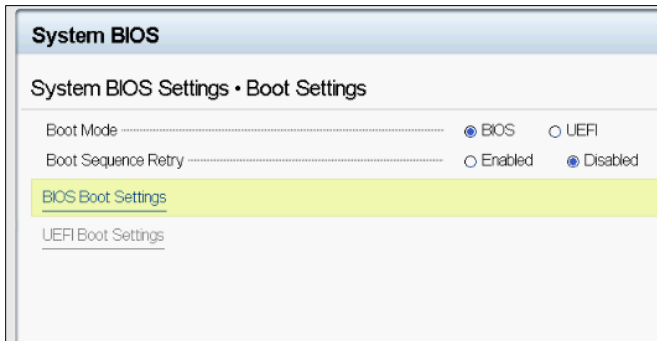 System BIOS
System BIOS Settings • Boot Settings
Boot Mode BIOS UEFI
Boot Sequence Retry Enabled Disabled
BIOS Boot Settings
UEFI Boot Settings